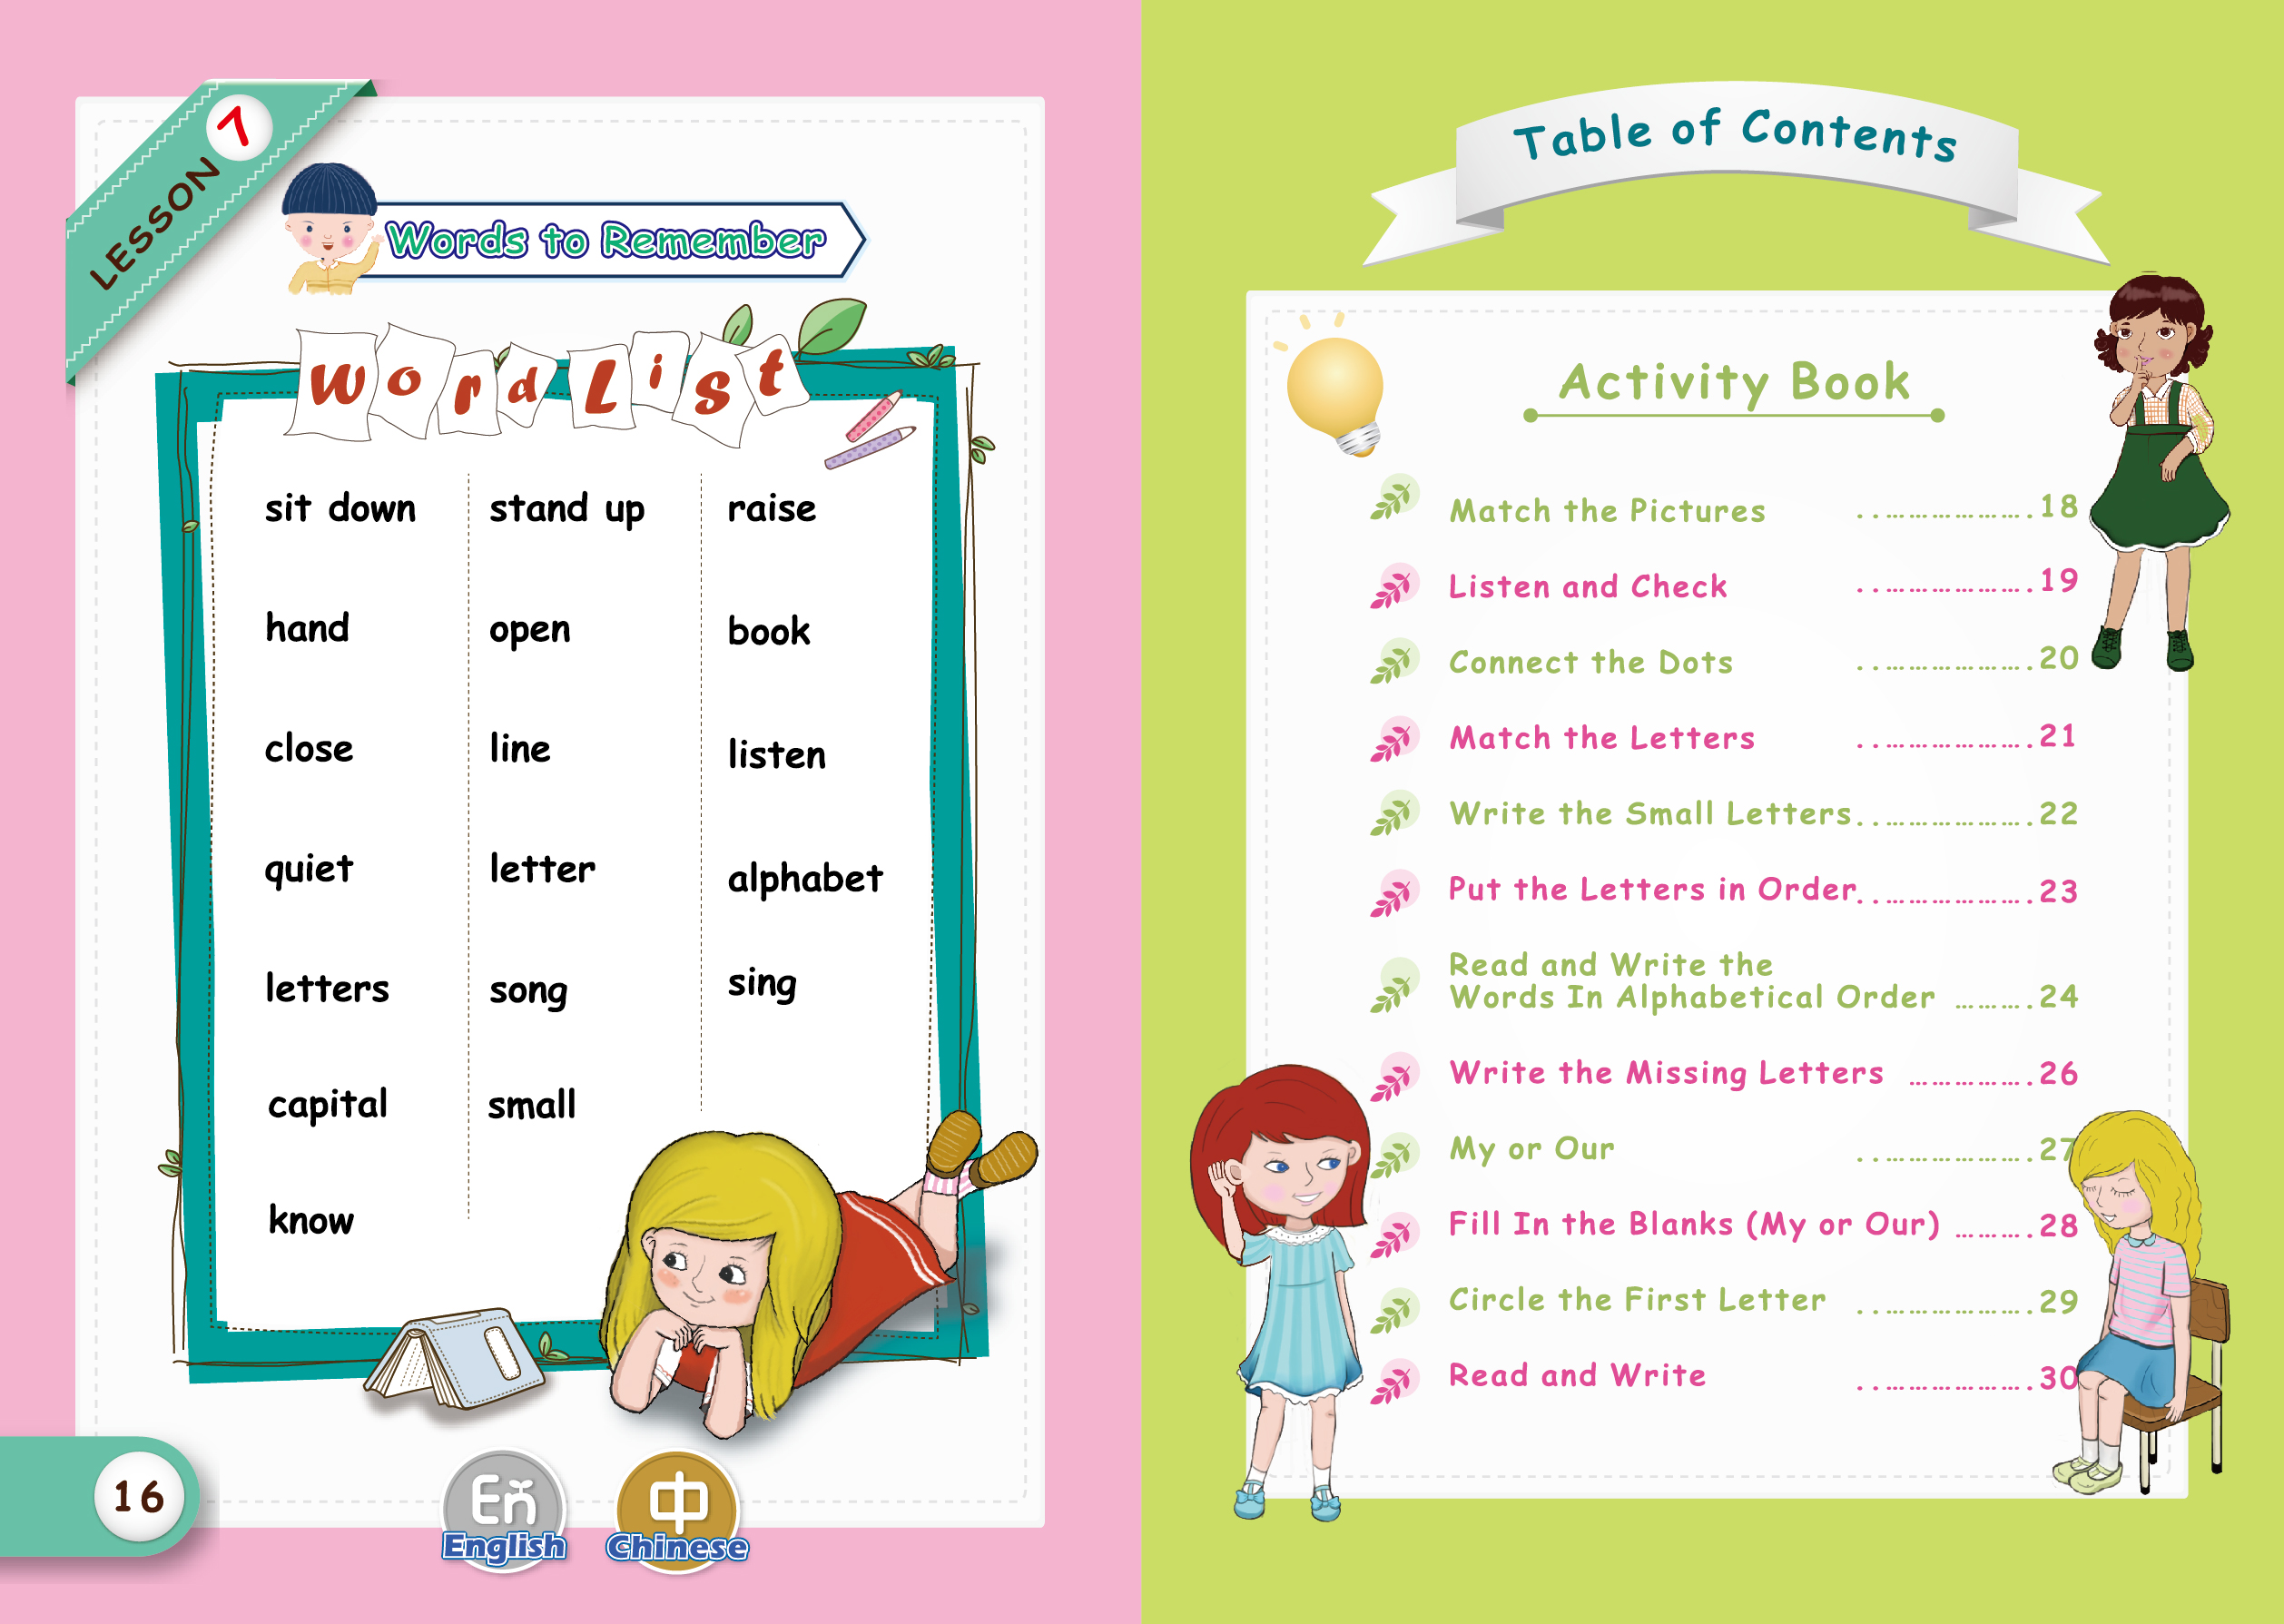 LESSON 7
Words to Remember
Word List
sit down
stand up
raise
hand
open
book
close
line
listen
quiet
letter
alphabet
letters
song
sing
capital
small
know
16
En
English
中
Chinese
Table of Contents
Activity Book
Match the Pictures ..………………….18
Listen and Check ..………………….19
Connect the Dots ..………………….20
Match the Letters ..………………….21
Write the Small Letters ..………………….22
Put the Letters in Order ..………………….23
Read and Write the
Words In Alphabetical Order ……….24
Write the Missing Letters …………….26
My or Our ..………………….27
Fill In the Blanks (My or Our) ……….28
Circle the First Letter ..………………….29
Read and Write ..………………….30